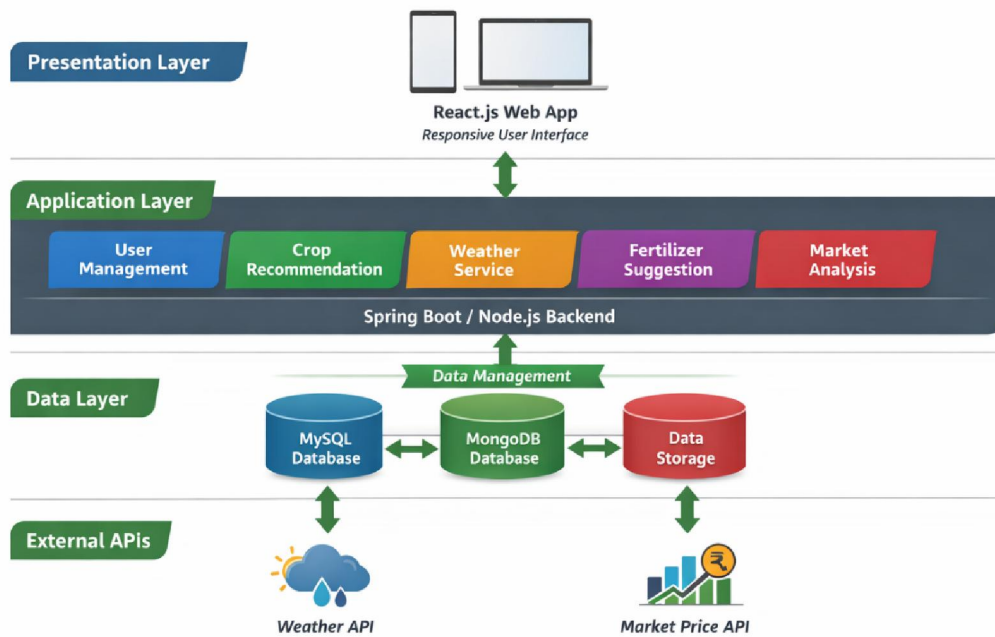 Presentation Layer
React.js Web App
Responsive User Interface
Application Layer
User
Management
Crop
Recommendation
Weather
Service
Fertilizer
Suggestion
Market
Analysis
Spring Boot / Node.js Backend
Data Management
Data Layer
MySQL
Database
MongoDB
Database
Data
Storage
External APIs
₹
Weather API
Market Price API